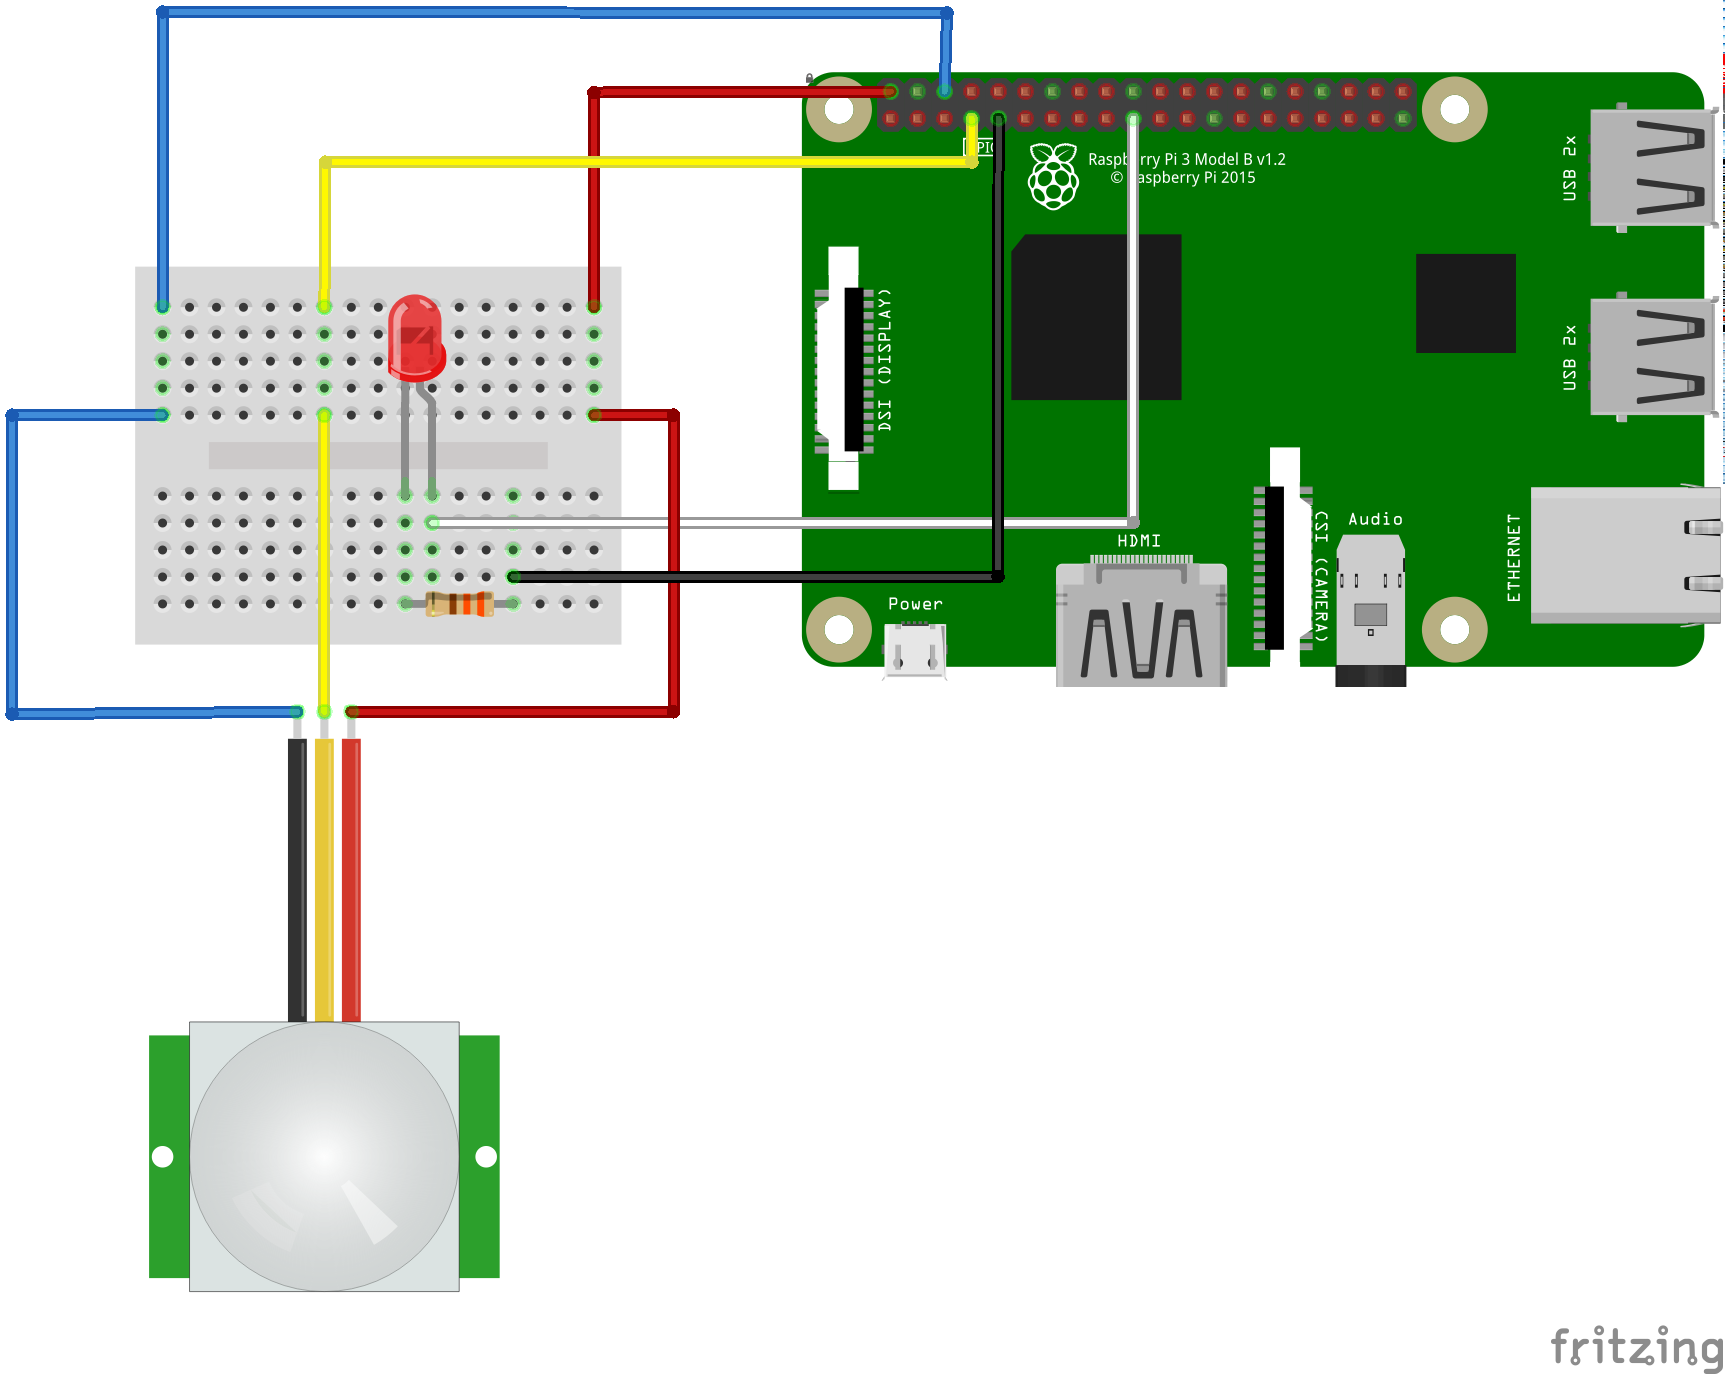 Raspberry Pi 3 Model B v1.2
© Raspberry Pi 2015
USB 2x
DSI (DISPLAY)
USB 2x
Audio
HDMI
CSI (CAMERA)
ETHERNET
Power
fritzing